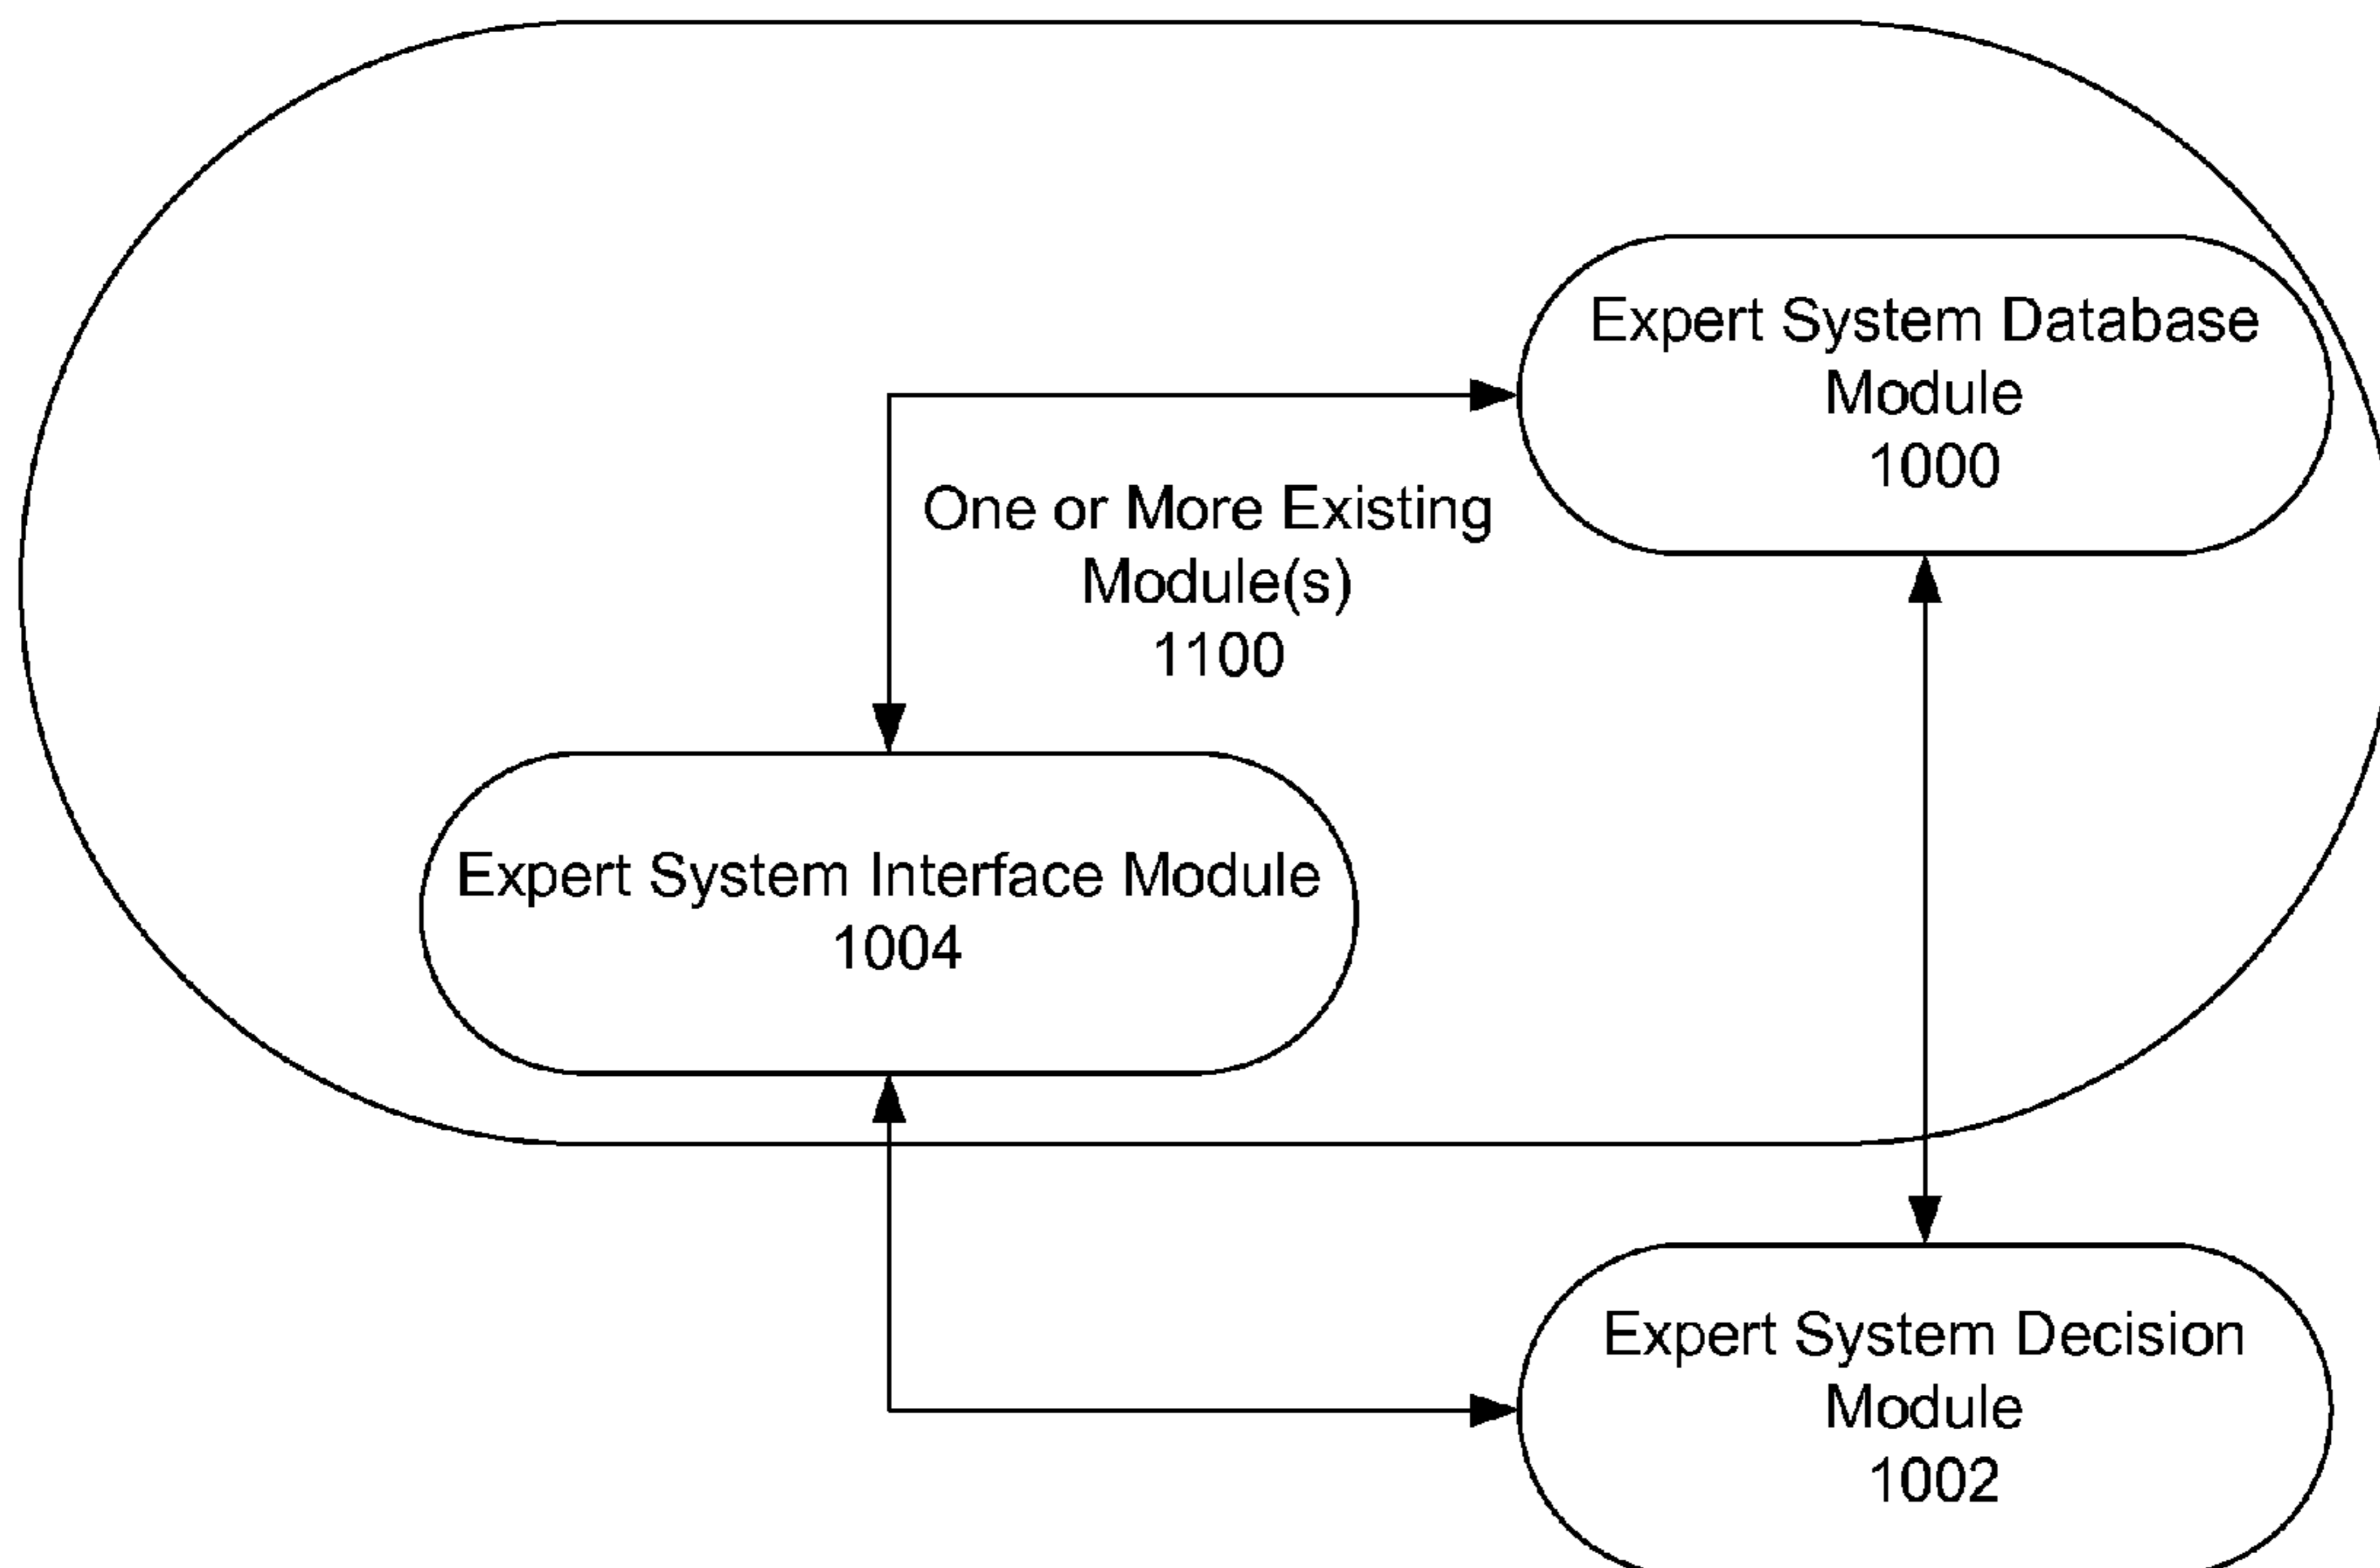 Expert System Database
Module
1000
One or More Existing
Module(s)
1100
Expert System Interface Module
1004
Expert System Decision
Module
1002